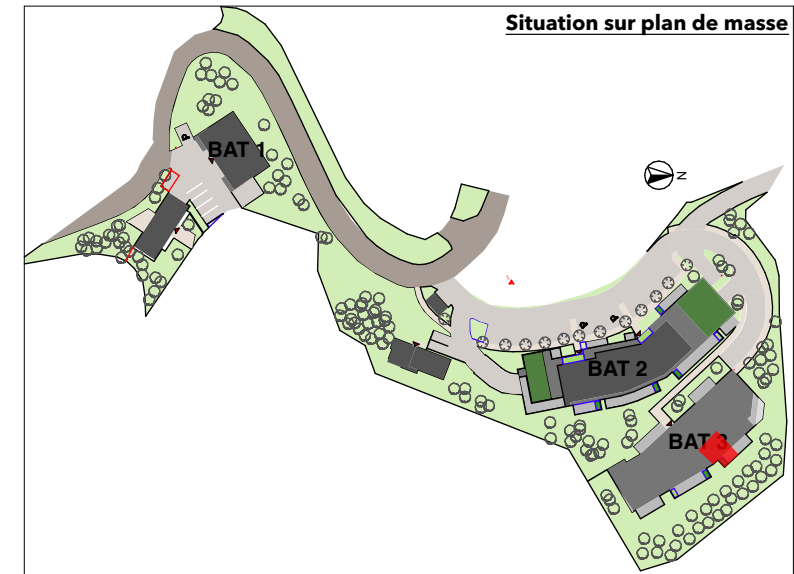 Situation sur plan de masse
P
BAT 1
N
P
P
BAT 2
BAT 3